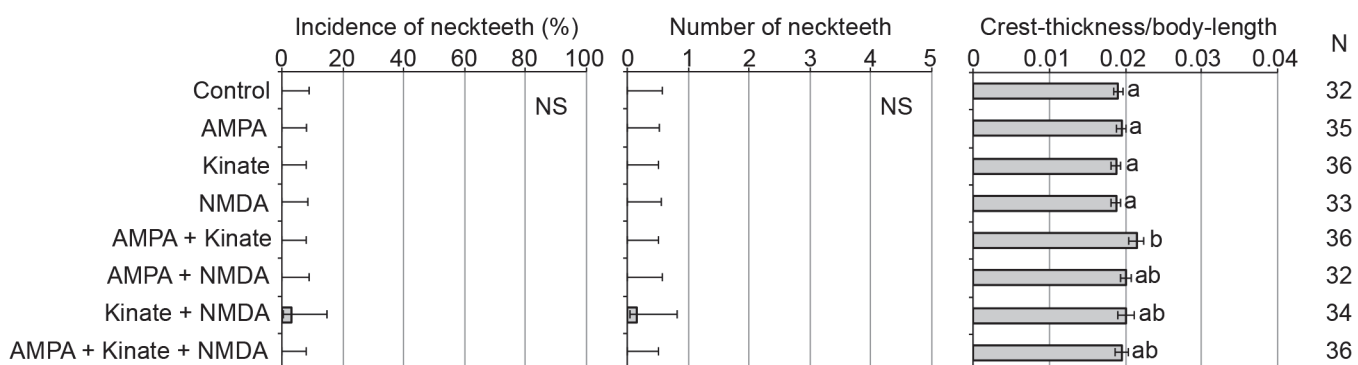 Incidence of neckteeth (%) Number of neckteeth Crest-thickness/body-length N
0 20 40 60 80 100 0 1 2 3 4 5 0 0.01 0.02 0.03 0.04
Control a 32
NS NS
AMPA a 35
Kinate a 36
NMDA a 33
AMPA + Kinate b 36
AMPA + NMDA ab 32
Kinate + NMDA ab 34
AMPA + Kinate + NMDA ab 36